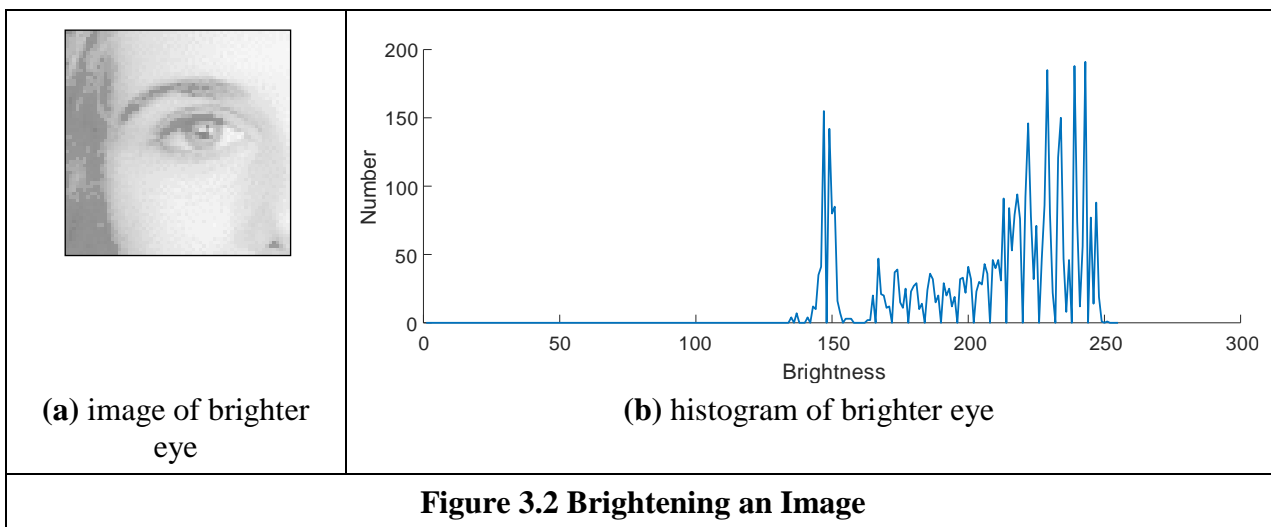 200
150
100
50
0
Number
0 50 100 150 200 250 300
Brightness
(a) image of brighter
eye
(b) histogram of brighter eye
Figure 3.2 Brightening an Image